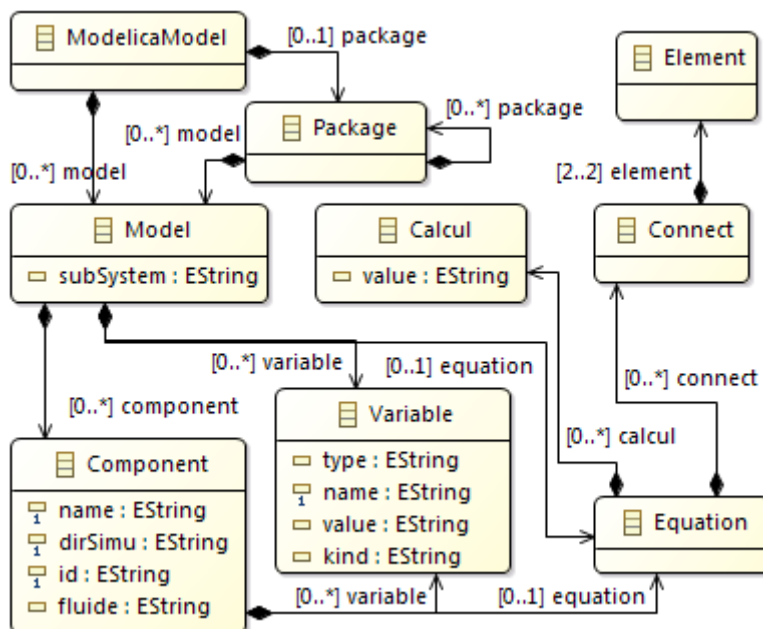 ModelicaModel
[0..1] package
Element
[0..*] package
Package
[0..*] model
[0..*] model
[2..2] element
Model
subSystem : EString
Calcul
value : EString
Connect
[0..*] variable
[0..1] equation
[0..*] connect
[0..*] component
[0..*] calcul
Variable
type : EString
name : EString
value : EString
kind : EString
Component
name : EString
dirSimu : EString
id : EString
fluide : EString
Equation
[0..*] variable
[0..1] equation